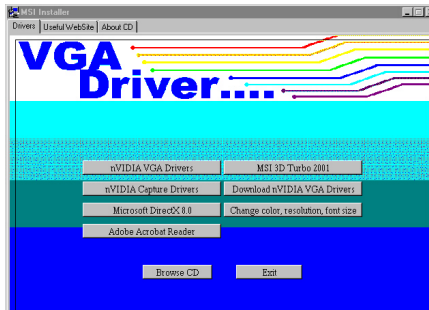 MSI Installer
Drivers Useful WebSite About CD
VGA
Driver....
nVIDIA VGA Drivers MSI 3D Turbo 2001
nVIDIA Capture Drivers Download nVIDIA VGA Drivers
Microsoft DirectX 8.0 Change color, resolution, font size
Adobe Acrobat Reader
Browse CD Exit